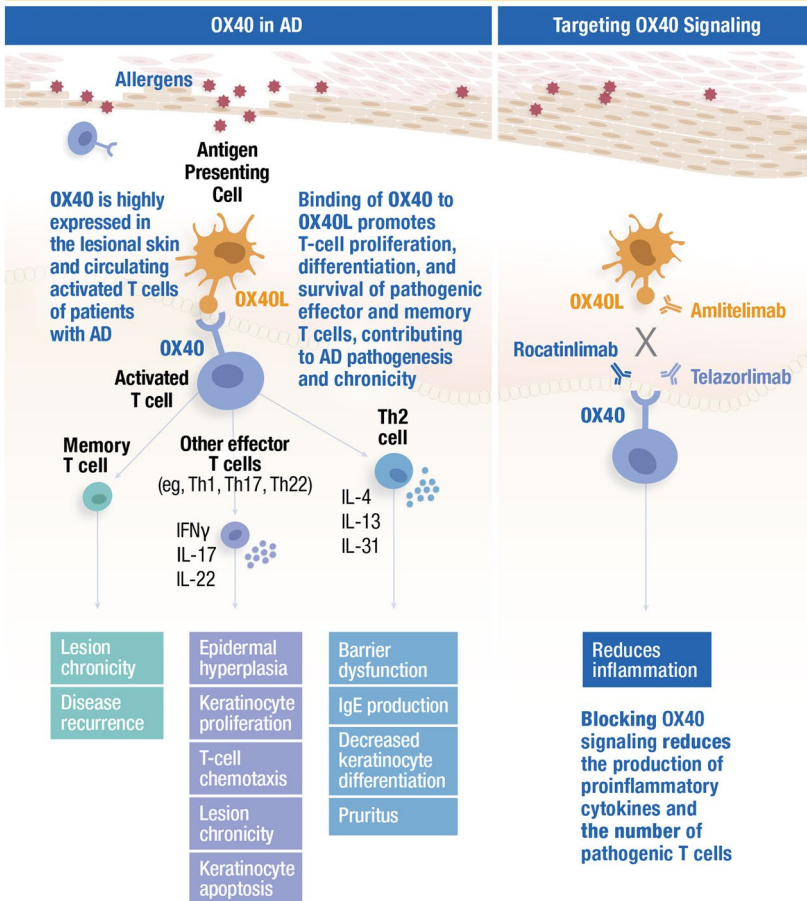 OX40 in AD
Allergens
Antigen
Presenting
Cell
OX40 is highly
expressed in
the lesional skin
and circulating
activated T cells
of patients
with AD
OX40L
OX40
Activated
T cell
Binding of OX40 to
OX40L promotes
T-cell proliferation,
differentiation, and
survival of pathogenic
effector and memory
T cells, contributing
to AD pathogenesis
and chronicity
Memory
T cell
Other effector
T cells
(eg, Th1, Th17, Th22)
IFNγ
IL-17
IL-22
Th2
cell
IL-4
IL-13
IL-31
Lesion
chronicity
Disease
recurrence
Epidermal
hyperplasia
Keratinocyte
proliferation
T-cell
chemotaxis
Lesion
chronicity
Keratinocyte
apoptosis
Barrier
dysfunction
IgE production
Decreased
keratinocyte
differentiation
Pruritus
Targeting OX40 Signaling
OX40L
Amlitelimab
X
Rocatinlimab
Telazorlimab
OX40
Reduces
inflammation
Blocking OX40
signaling reduces
the production of
proinflammatory
cytokines and
the number of
pathogenic T cells